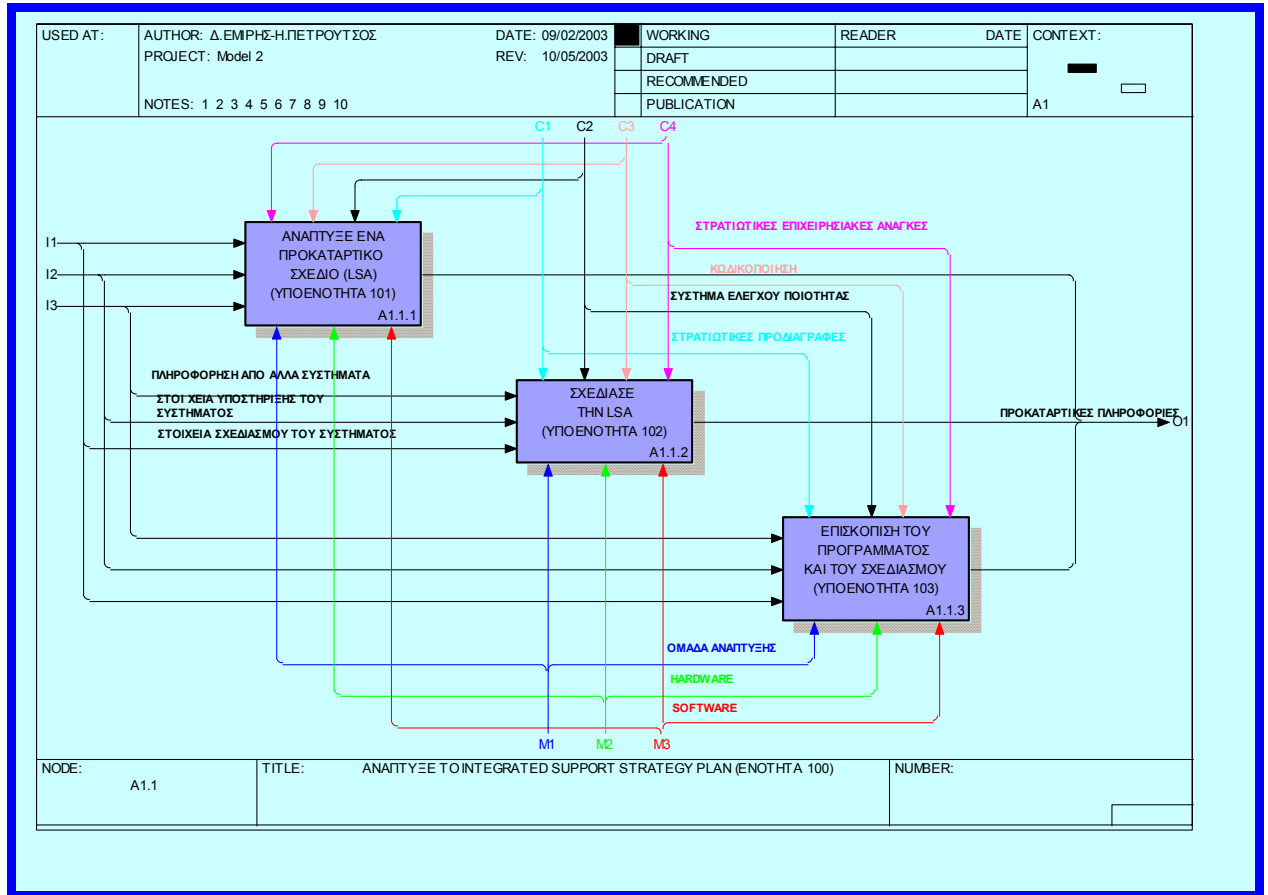 USED AT:
AUTHOR: Δ.ΕΜΙΡΗΣ-Η.ΠΕΤΡΟΥΤΣΟΣ
DATE: 09/02/2003
WORKING
READER
DATE
CONTEXT:
PROJECT: Model 2
REV: 10/05/2003
DRAFT
RECOMMENDED
NOTES: 1 2 3 4 5 6 7 8 9 10
PUBLICATION
A1
C1
C2
C3
C4
I1
I2
I3
ΑΝΑΠΤΥΞΕ ΕΝΑ
ΠΡΟΚΑΤΑΡΤΙΚΟ
ΣΧΕΔΙΟ (LSA)
(ΥΠΟΕΝΟΤΗΤΑ 101)
A1.1.1
ΣΤΡΑΤΙΩΤΙΚΕΣ ΕΠΙΧΕΙΡΗΣΙΑΚΕΣ ΑΝΑΓΚΕΣ
ΚΩΔΙΚΟΠΟΙΗΣΗ
ΣΥΣΤΗΜΑ ΕΛΕΓΧΟΥ ΠΟΙΟΤΗΤΑΣ
ΣΤΡΑΤΙΩΤΙΚΕΣ ΠΡΟΔΙΑΓΡΑΦΕΣ
ΠΛΗΡΟΦΟΡΗΣΗ ΑΠΟ ΑΛΛΑ ΣΥΣΤΗΜΑΤΑ
ΣΤΟΙ ΧΕΙΑ ΥΠΟΣΤΗΡΙΞΗΣ ΤΟΥ
ΣΥΣΤΗΜΑΤΟΣ
ΣΤΟΙΧΕΙΑ ΣΧΕΔΙΑΣΜΟΥ ΤΟΥ ΣΥΣΤΗΜΑΤΟΣ
ΣΧΕΔΙΑΣΕ
ΤΗΝ LSA
(ΥΠΟΕΝΟΤΗΤΑ 102)
A1.1.2
ΠΡΟΚΑΤΑΡΤΙΚΕΣ ΠΛΗΡΟΦΟΡΙΕΣ
O1
ΕΠΙΣΚΟΠΙΣΗ ΤΟΥ
ΠΡΟΓΡΑΜΜΑΤΟΣ
ΚΑΙ ΤΟΥ ΣΧΕΔΙΑΣΜΟΥ
(ΥΠΟΕΝΟΤΗΤΑ 103)
A1.1.3
ΟΜΑΔΑ ΑΝΑΠΤΥΞΗΣ
HARDWARE
SOFTWARE
M1
M2
M3
NODE:
A1.1
TITLE:
ΑΝΑΠΤΥΞΕ ΤΟ INTEGRATED SUPPORT STRATEGY PLAN (ΕΝΟΤΗΤΑ 100)
NUMBER: